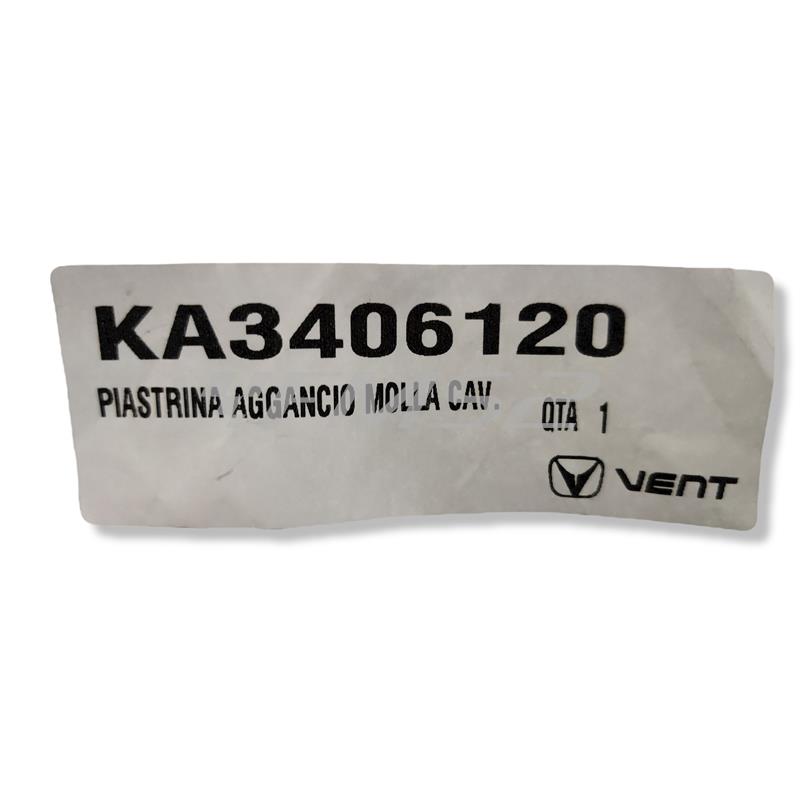 KA3406120
PIASTRINA AGGANCIO MOLLA CAV.
QTA 1
VENT